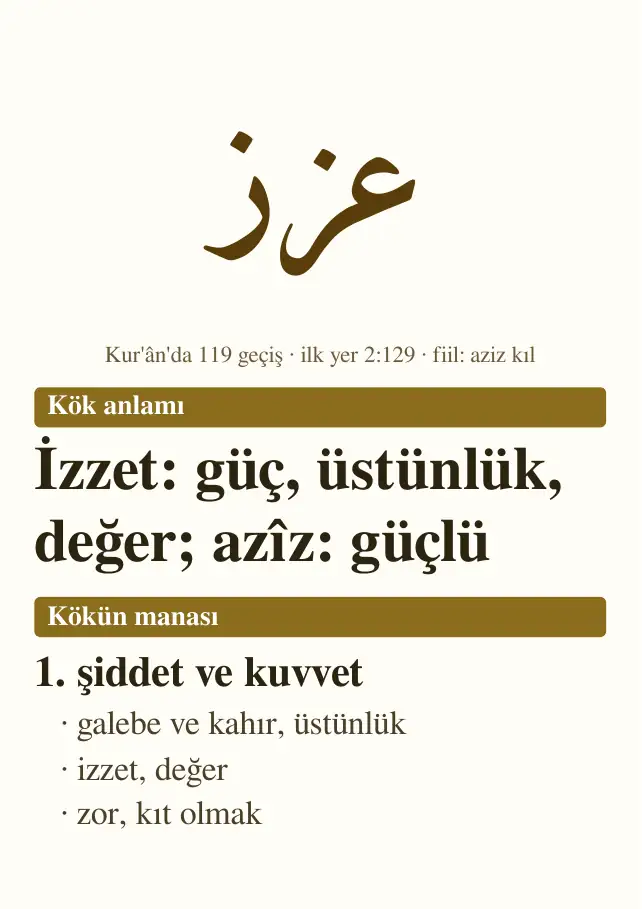 عزز
Kur'ân'da 119 geçiş · ilk yer 2:129 · fiil: aziz kıl
Kök anlamı
İzzet: güç, üstünlük,
değer; azîz: güçlü
Kökün manası
1. şiddet ve kuvvet
· galebe ve kahır, üstünlük
· izzet, değer
· zor, kıt olmak